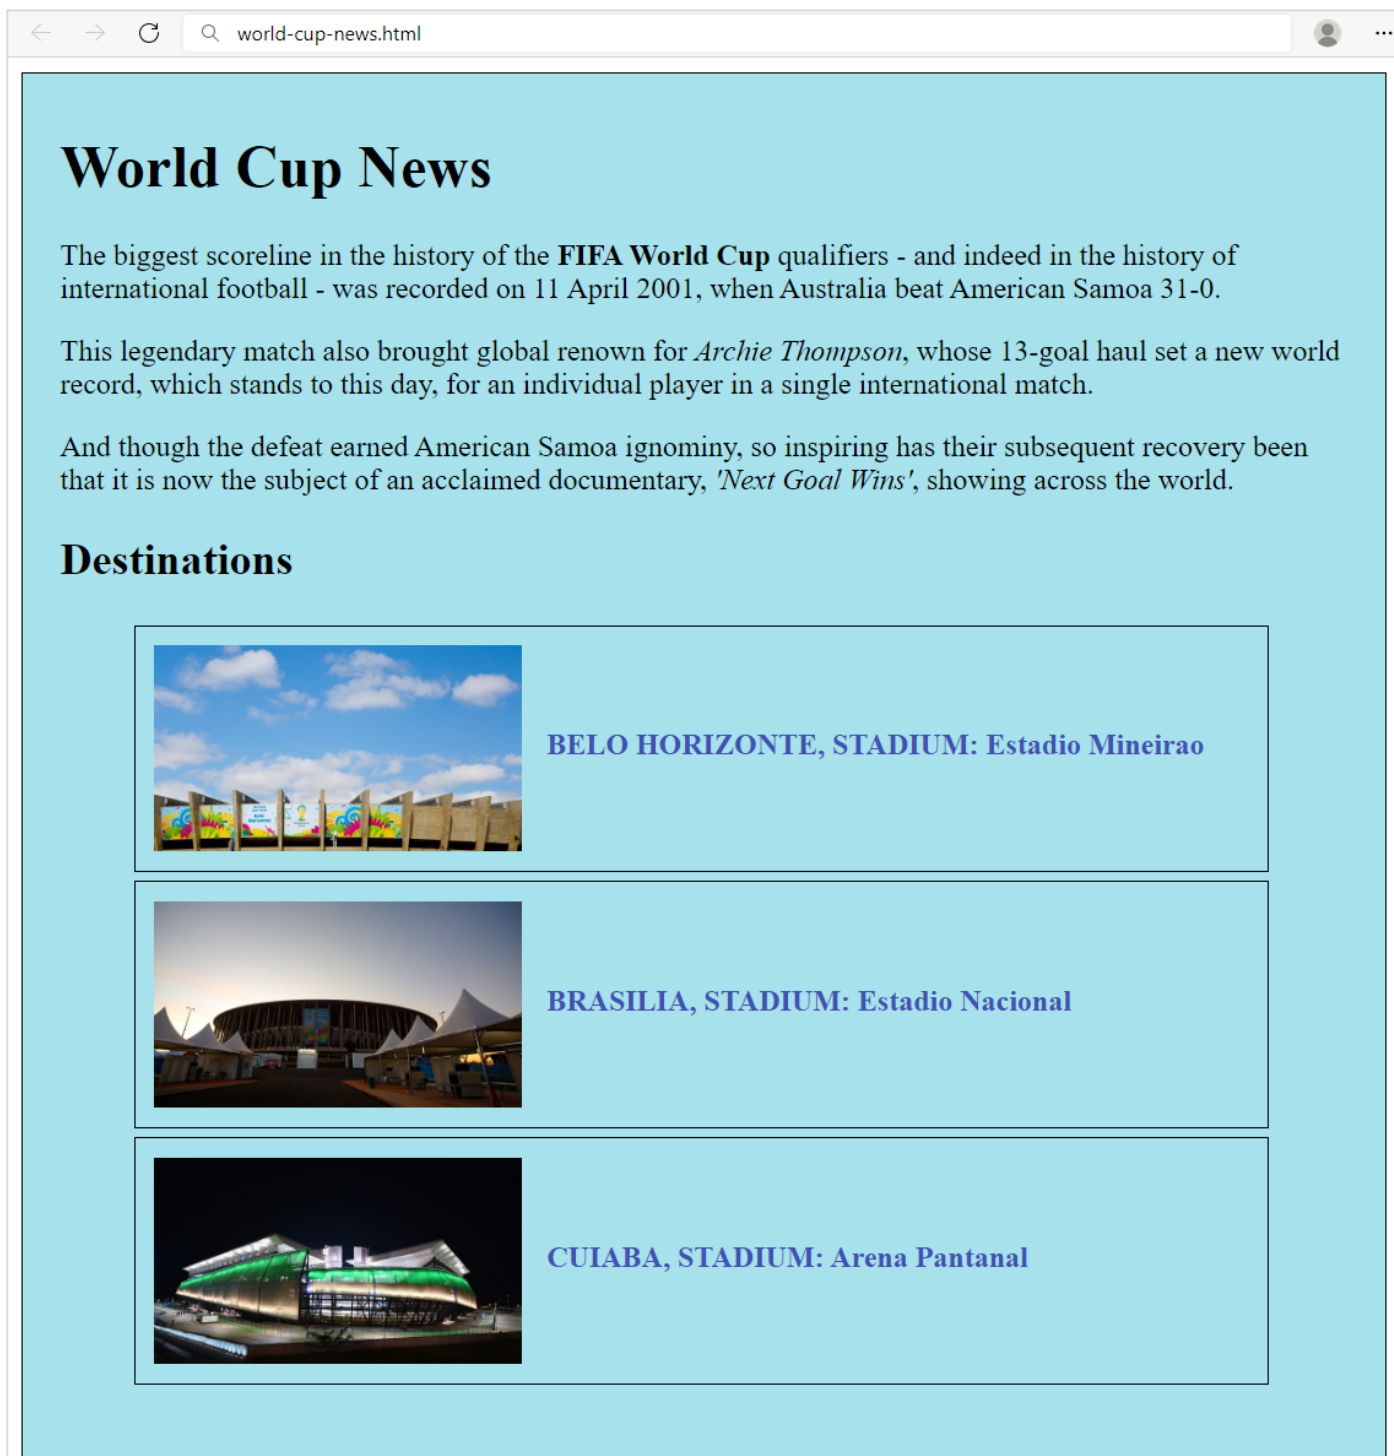 world-cup-news.html
World Cup News
The biggest scoreline in the history of the FIFA World Cup qualifiers - and indeed in the history of
international football - was recorded on 11 April 2001, when Australia beat American Samoa 31-0.
This legendary match also brought global renown for Archie Thompson, whose 13-goal haul set a new world
record, which stands to this day, for an individual player in a single international match.
And though the defeat earned American Samoa ignominy, so inspiring has their subsequent recovery been
that it is now the subject of an acclaimed documentary, 'Next Goal Wins', showing across the world.
Destinations
BELO HORIZONTE, STADIUM: Estadio Mineirao
BRASILIA, STADIUM: Estadio Nacional
CUIABA, STADIUM: Arena Pantanal